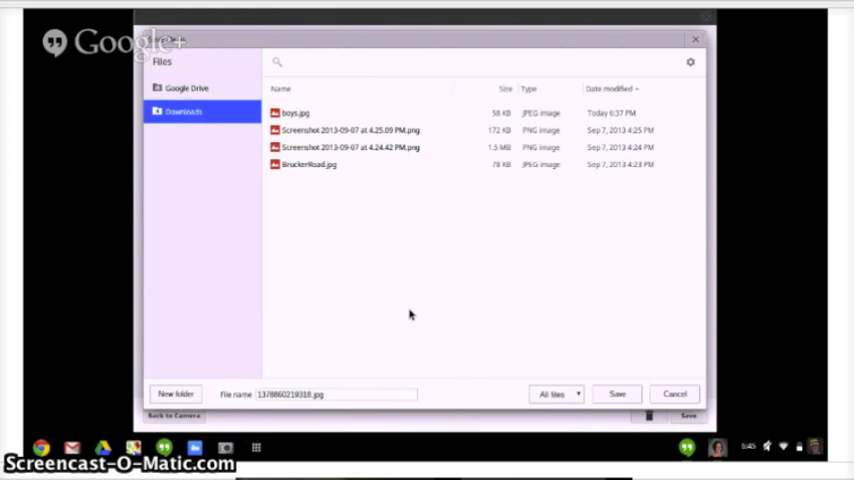 Google+
Files
Google Drive
Downloads
Name Size Type Date modified
boys.jpg 58 KB JPEG image Today 6:37 PM
Screenshot 2013-09-07 at 4.25.09 PM.png 172 KB PNG image Sep 7, 2013 4:25 PM
Screenshot 2013-09-07 at 4.24.42 PM.png 1.5 MB PNG image Sep 7, 2013 4:24 PM
BruckerRoad.jpg 78 KB JPEG image Sep 7, 2013 4:23 PM
New folder File name 1378860219318.jpg All files Save Cancel
Back to Camera Save
6:45
Screencast-O-Matic.com